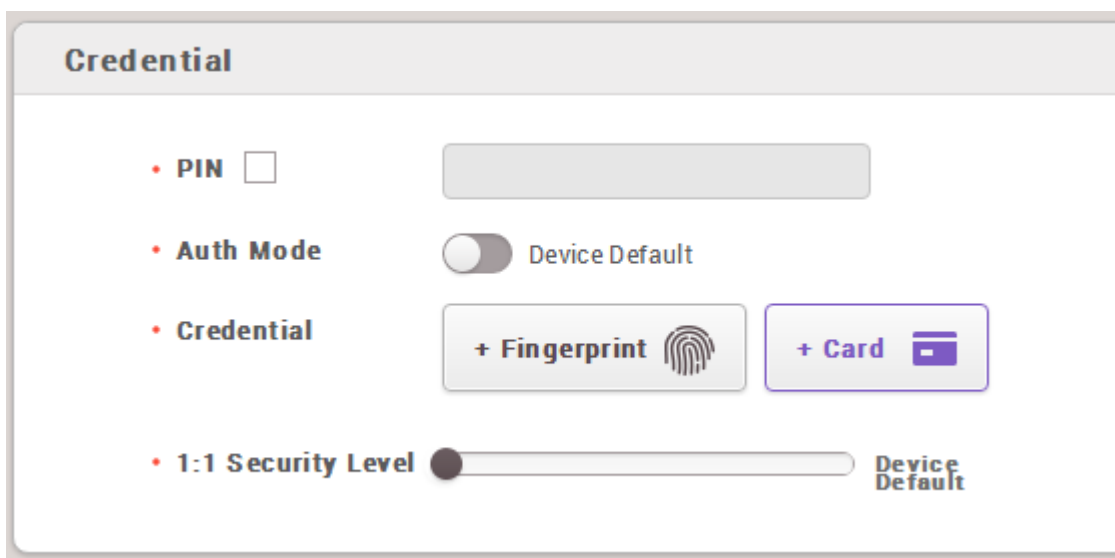 Credential
• PIN
• Auth Mode
Device Default
• Credential
+ Fingerprint
+ Card
• 1:1 Security Level
Device
Default